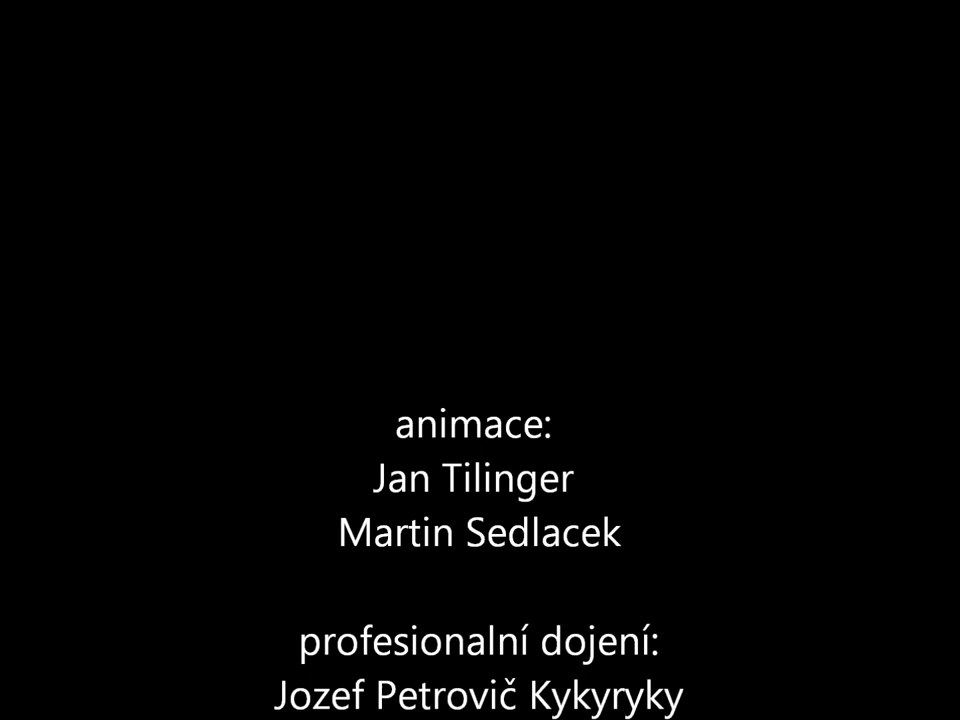 animace:
Jan Tilinger
Martin Sedlacek
profesionalní dojení:
Jozef Petrovič Kykyryky